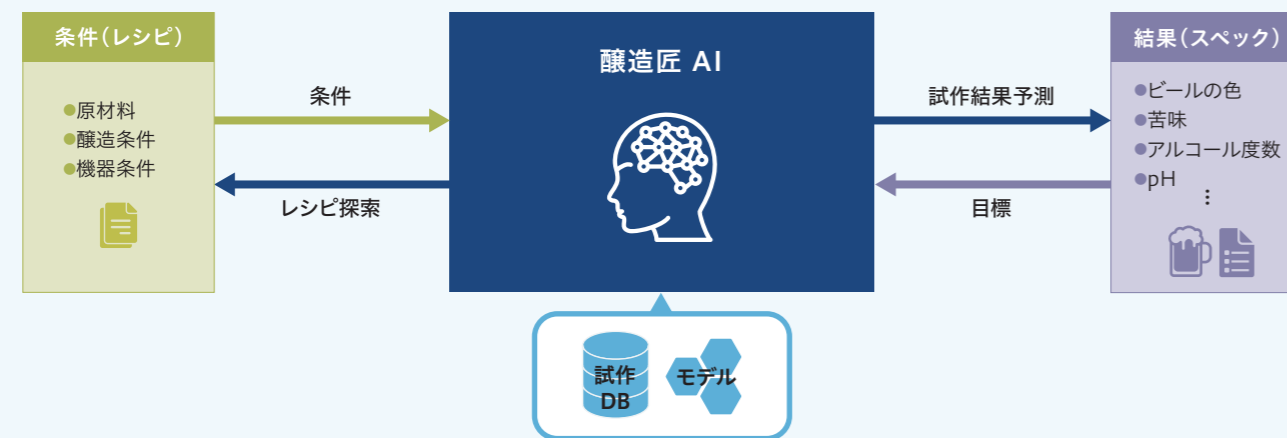 条件(レシピ)
●原材料
●醸造条件
●機器条件
条件
レシピ探索
醸造匠 AI
試作結果予測
目標
結果(スペック)
●ビールの色
●苦味
●アルコール度数
●pH
⋮
試作
DB
モデル